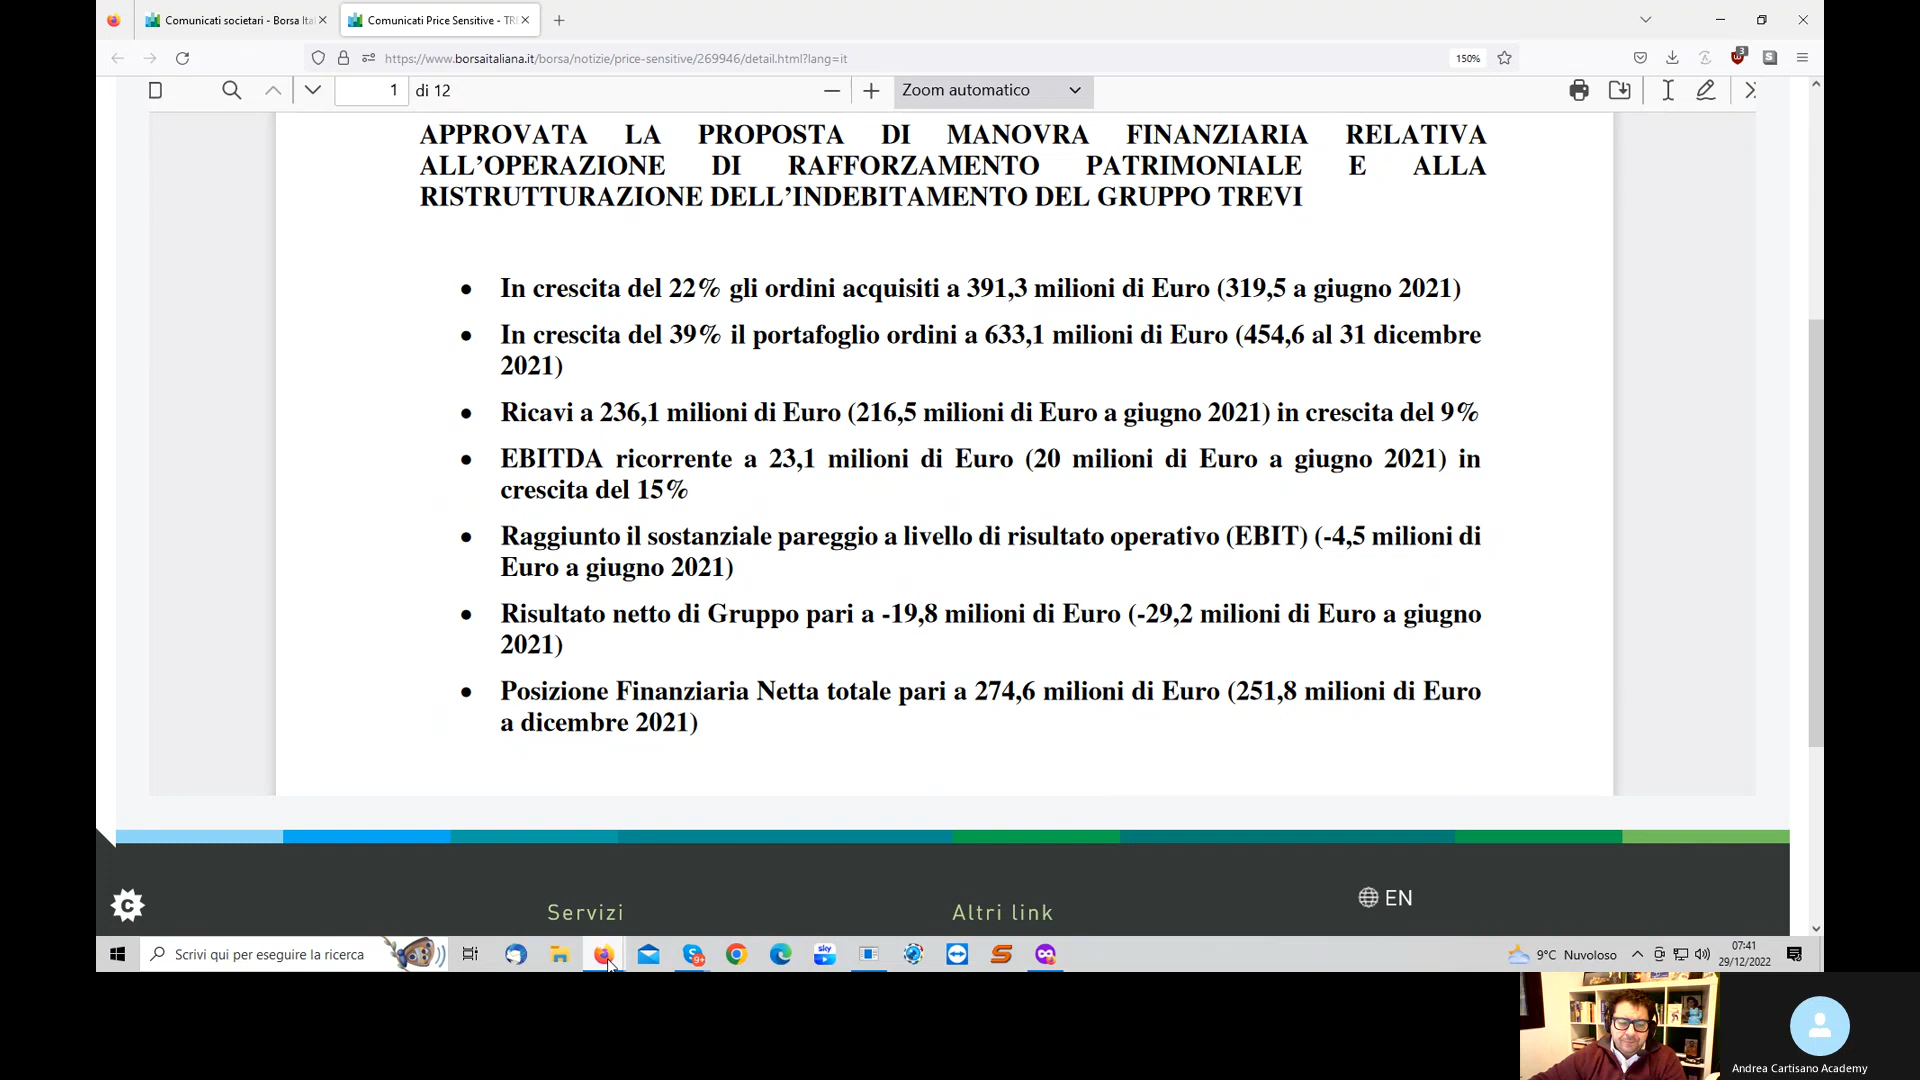 Comunicati societari - Borsa Ita
Comunicati Price Sensitive - TRE
https://www.borsaitaliana.it/borsa/notizie/price-sensitive/269946/detail.html?lang=it
150%
3
1 di 12
Zoom automatico
APPROVATA LA PROPOSTA DI MANOVRA FINANZIARIA RELATIVA
ALL’OPERAZIONE DI RAFFORZAMENTO PATRIMONIALE E ALLA
RISTRUTTURAZIONE DELL’INDEBITAMENTO DEL GRUPPO TREVI
• In crescita del 22% gli ordini acquisiti a 391,3 milioni di Euro (319,5 a giugno 2021)
• In crescita del 39% il portafoglio ordini a 633,1 milioni di Euro (454,6 al 31 dicembre
2021)
• Ricavi a 236,1 milioni di Euro (216,5 milioni di Euro a giugno 2021) in crescita del 9%
• EBITDA ricorrente a 23,1 milioni di Euro (20 milioni di Euro a giugno 2021) in
crescita del 15%
• Raggiunto il sostanziale pareggio a livello di risultato operativo (EBIT) (-4,5 milioni di
Euro a giugno 2021)
• Risultato netto di Gruppo pari a -19,8 milioni di Euro (-29,2 milioni di Euro a giugno
2021)
• Posizione Finanziaria Netta totale pari a 274,6 milioni di Euro (251,8 milioni di Euro
a dicembre 2021)
C
Servizi
Altri link
EN
Scrivi qui per eseguire la ricerca
sky
9°C Nuvoloso
07:41
29/12/2022
Andrea Cartisano Academy